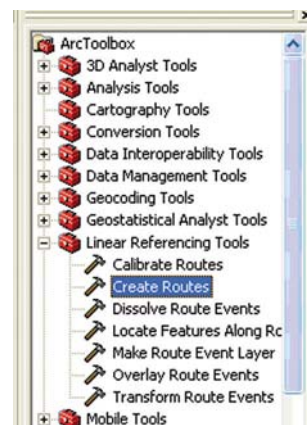 ArcToolbox
3D Analyst Tools
Analysis Tools
Cartography Tools
Conversion Tools
Data Interoperability Tools
Data Management Tools
Geocoding Tools
Geostatistical Analyst Tools
Linear Referencing Tools
Calibrate Routes
Create Routes
Dissolve Route Events
Locate Features Along Ro
Make Route Event Layer
Overlay Route Events
Transform Route Events
Mobile Tools